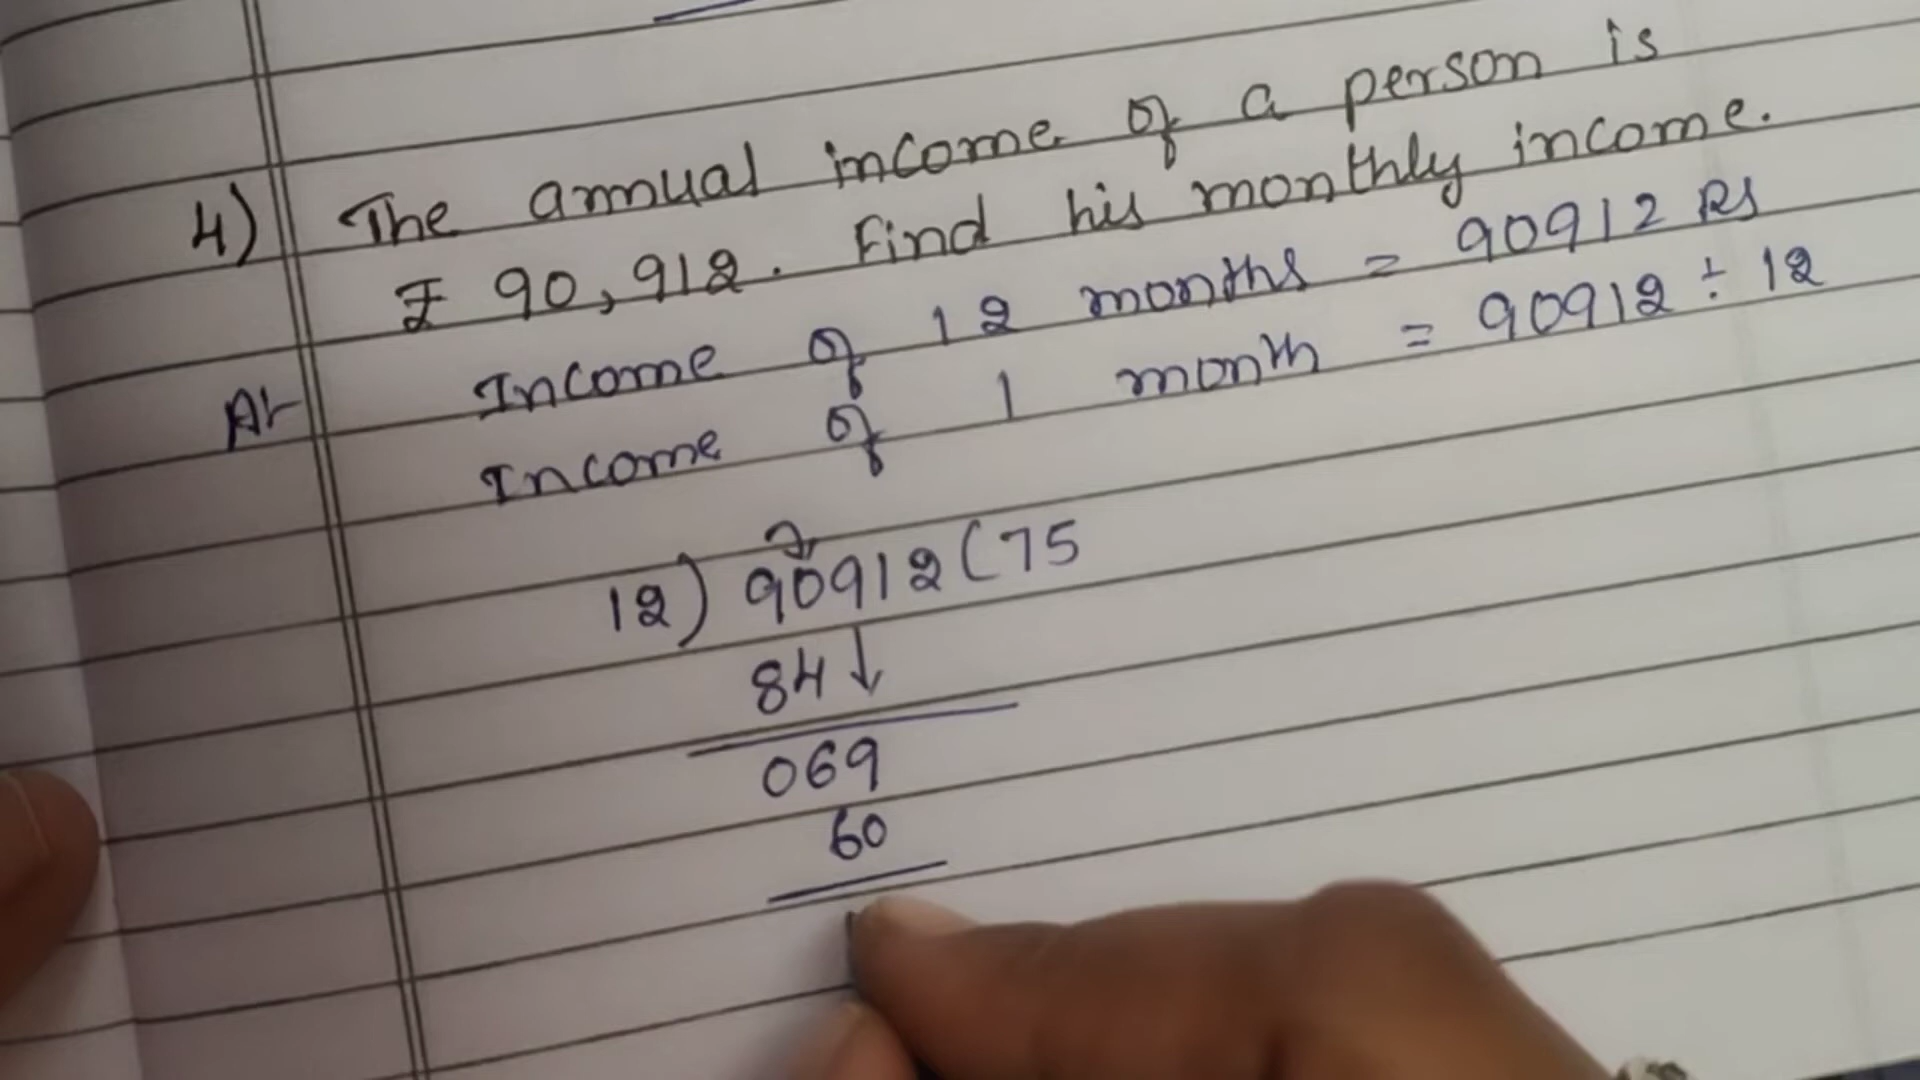 4) The annual income of a person is
₹ 90,912. Find his monthly income.
A Income of 12 months = 90912 Rs
Income of 1 month = 90912 ÷ 12
12) 90912 (75
84↓
069
60